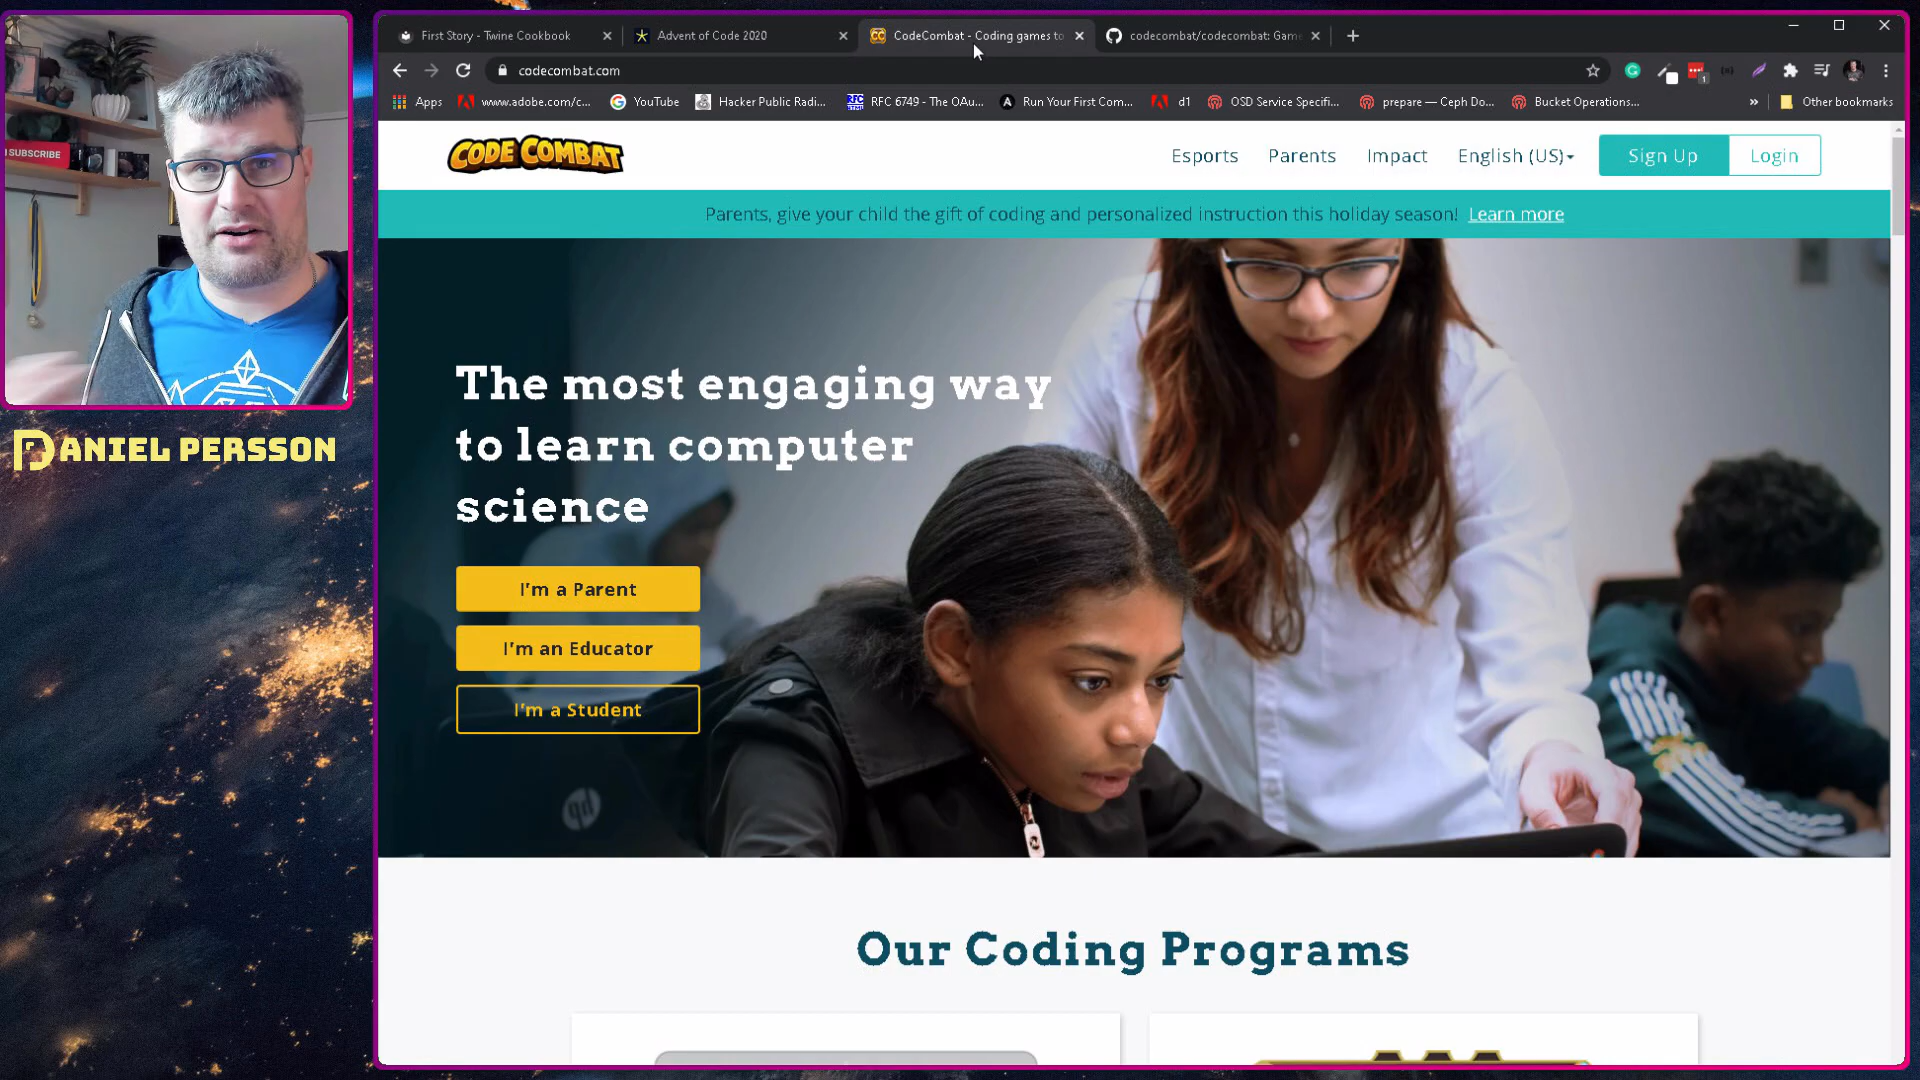 First Story - Twine Cookbook
Advent of Code 2020
CC
CodeCombat - Coding games to
codecombat/codecombat: Game
codecombat.com
Apps
www.adobe.com/c...
YouTube
Hacker Public Radi...
RFC 6749 - The OAu...
Run Your First Com...
d1
OSD Service Specifi...
prepare — Ceph Do...
Bucket Operations...
»
Other bookmarks
SUBSCRIBE
DANIEL PERSSON
CODE COMBAT
Esports
Parents
Impact
English (US)
Sign Up
Login
Parents, give your child the gift of coding and personalized instruction this holiday season! Learn more
The most engaging way
to learn computer
science
I'm a Parent
I'm an Educator
I'm a Student
hp
Our Coding Programs